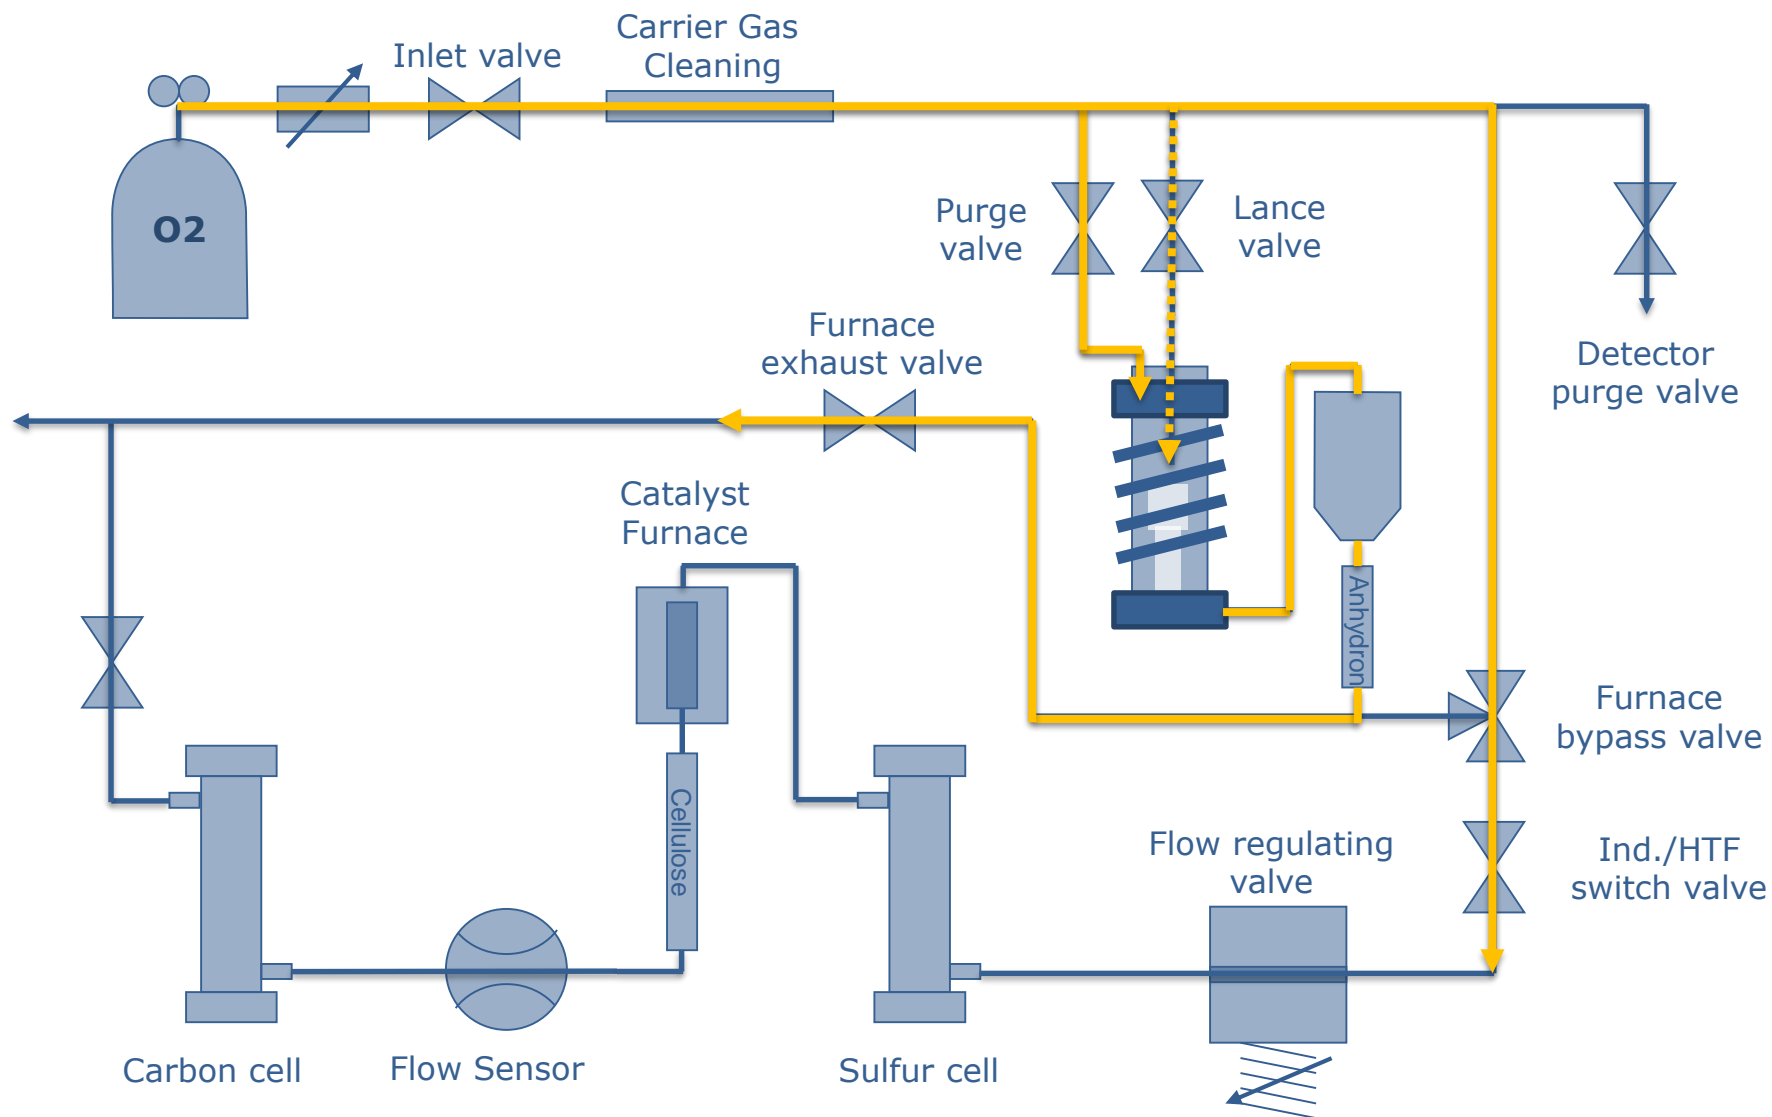 Carrier Gas
Cleaning
Inlet valve
O2
Purge
valve
Lance
valve
Furnace
exhaust valve
Detector
purge valve
Catalyst
Furnace
Anhydron
Furnace
bypass valve
Cellulose
Flow regulating
valve
Ind./HTF
switch valve
Carbon cell
Flow Sensor
Sulfur cell